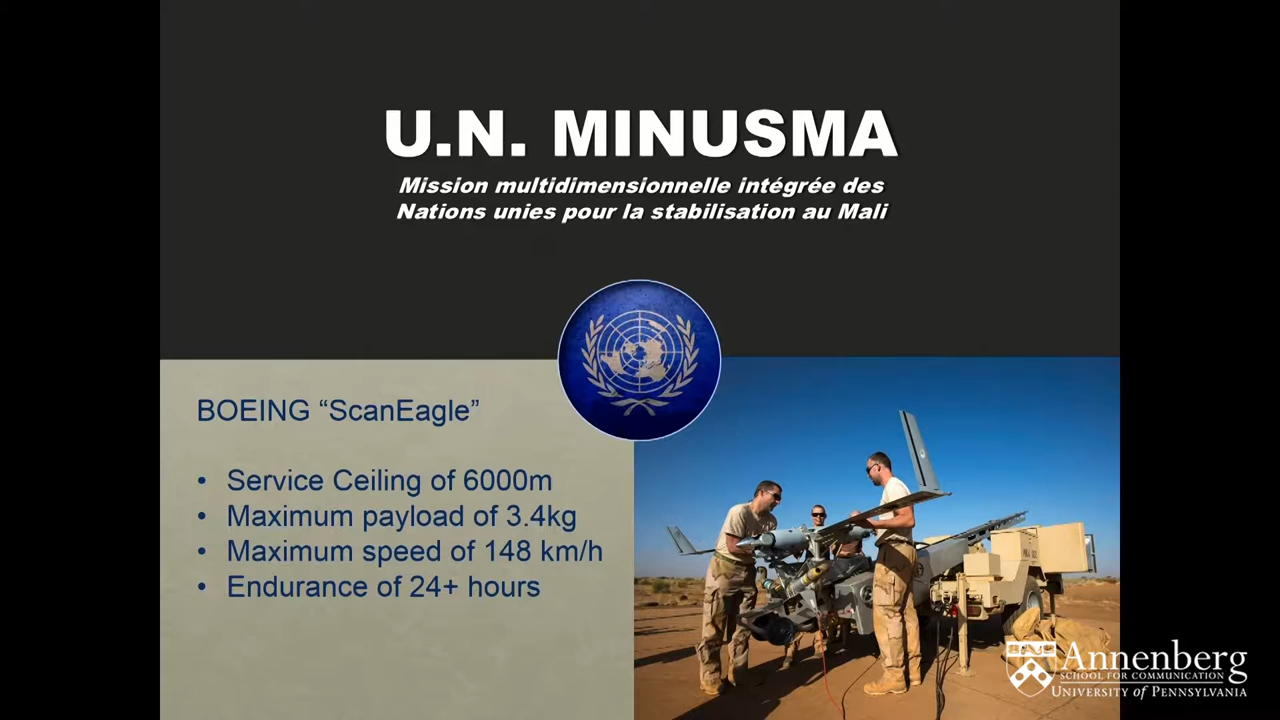 U.N. MINUSMA
Mission multidimensionnelle intégrée des
Nations unies pour la stabilisation au Mali
BOEING “ScanEagle”
• Service Ceiling of 6000m
• Maximum payload of 3.4kg
• Maximum speed of 148 km/h
• Endurance of 24+ hours
Annenberg
SCHOOL FOR COMMUNICATION
UNIVERSITY OF PENNSYLVANIA